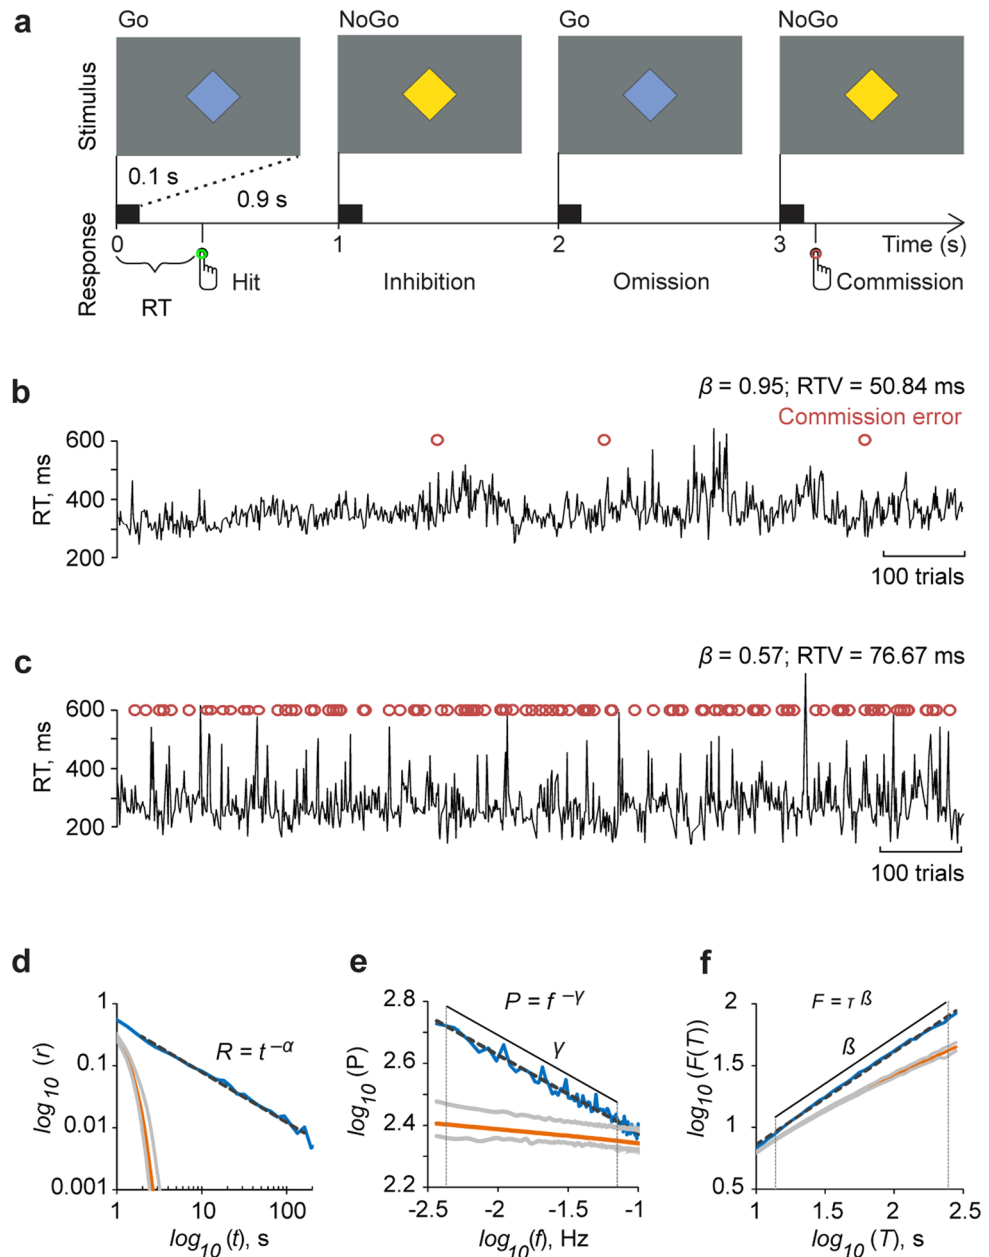 a
Go NoGo Go NoGo
Stimulus
0.1 s
0.9 s
Response
0 1 2 3 Time (s)
Hit Inhibition Omission Commission
RT
b
β = 0.95; RTV = 50.84 ms
Commission error
RT, ms
600
400
200
100 trials
c
β = 0.57; RTV = 76.67 ms
RT, ms
600
400
200
100 trials
d
log10 (r)
1
0.1
0.01
0.001
R = t^−α
1 10 100
log10 (t), s
e
log10 (P)
2.8
2.6
2.4
2.2
P = f^−γ
γ
-2.5 -2 -1.5 -1
log10(f), Hz
f
log10 (F(T))
2
1.5
1
0.5
F = τ^ß
ß
1 1.5 2 2.5
log10 (T), s